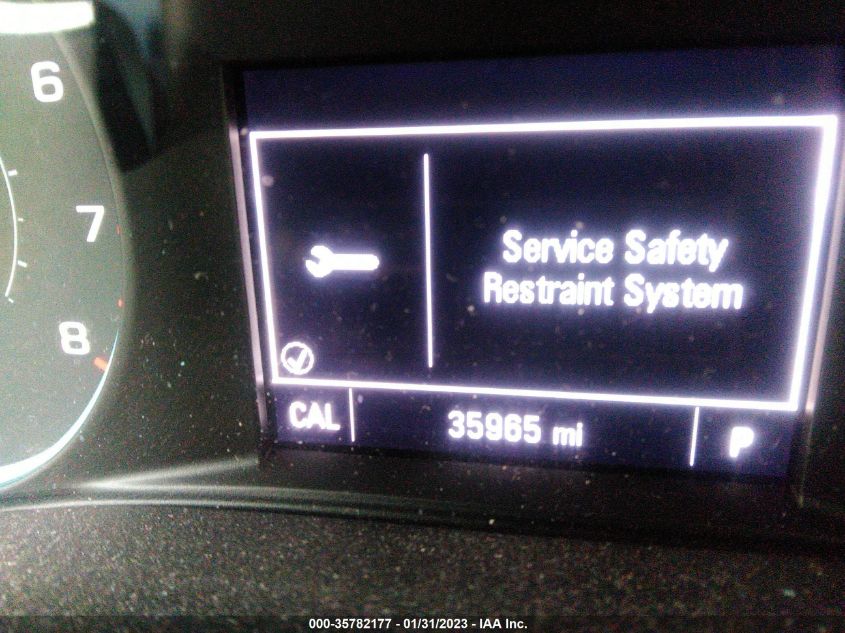 6
7
8
Service Safety
Restraint System
CAL
35965 mi
P
000-35782177 - 01/31/2023 - IAA Inc.